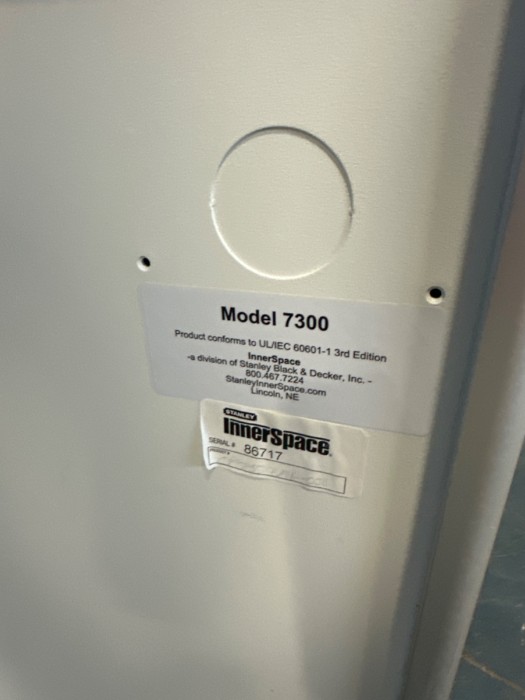 Model 7300
Product conforms to UL/IEC 60601-1 3rd Edition
InnerSpace
-a division of Stanley Black & Decker, Inc. -
800.467.7224
StanleyInnerSpace.com
Lincoln, NE
STANLEY
InnerSpace.
SERIAL # 86717